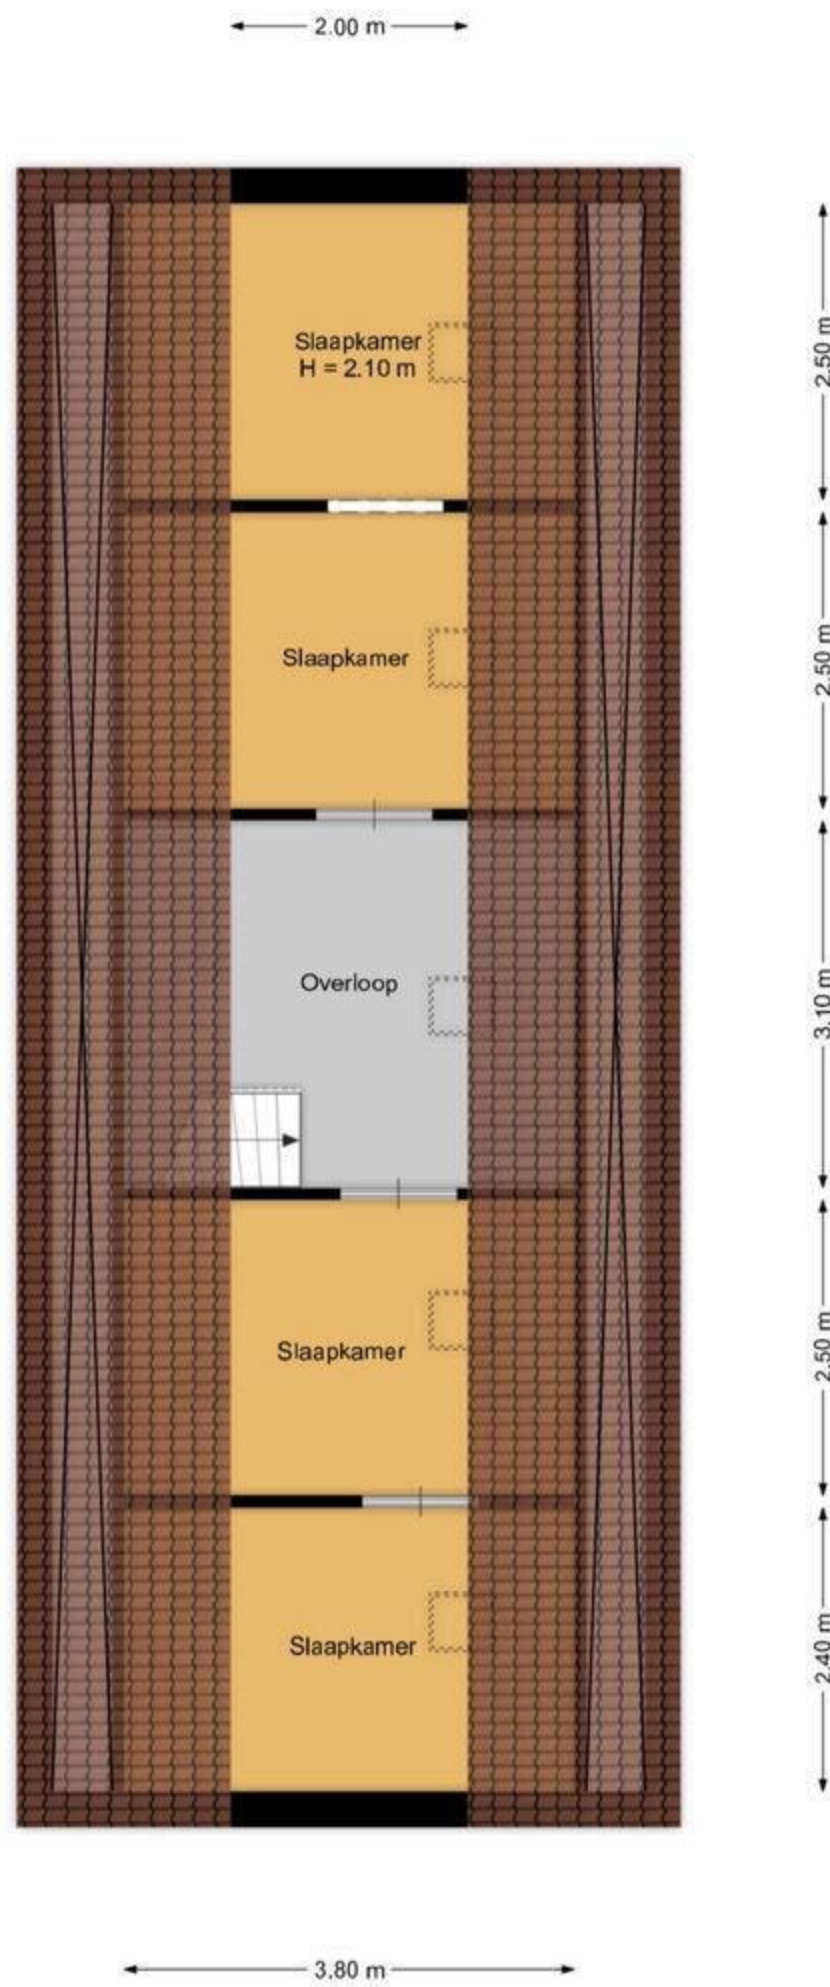 2.00 m
Slaapkamer
H = 2.10 m
2.50 m
Slaapkamer
2.50 m
Overloop
3.10 m
Slaapkamer
2.50 m
Slaapkamer
2.40 m
3.80 m